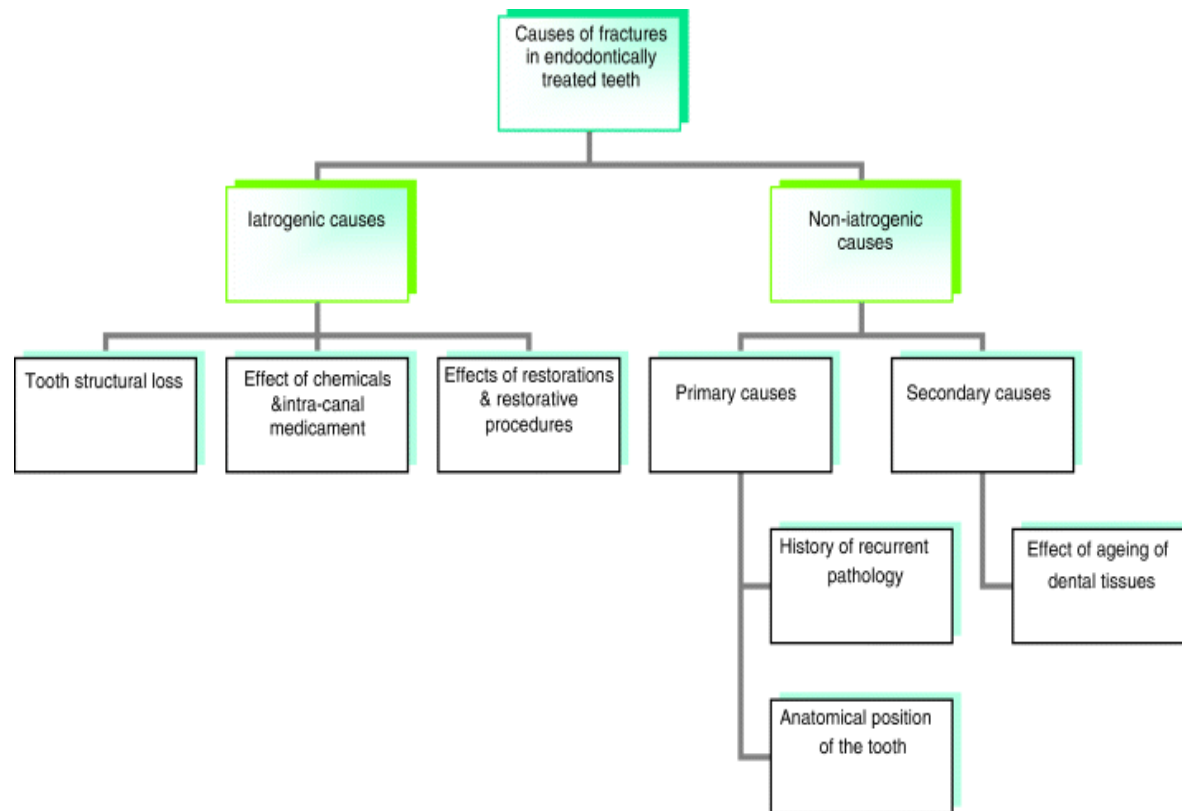 Causes of fractures
in endodontically
treated teeth
Iatrogenic causes
Non-iatrogenic
causes
Tooth structural loss
Effect of chemicals
&intra-canal
medicament
Effects of restorations
& restorative
procedures
Primary causes
Secondary causes
History of recurrent
pathology
Effect of ageing of
dental tissues
Anatomical position
of the tooth